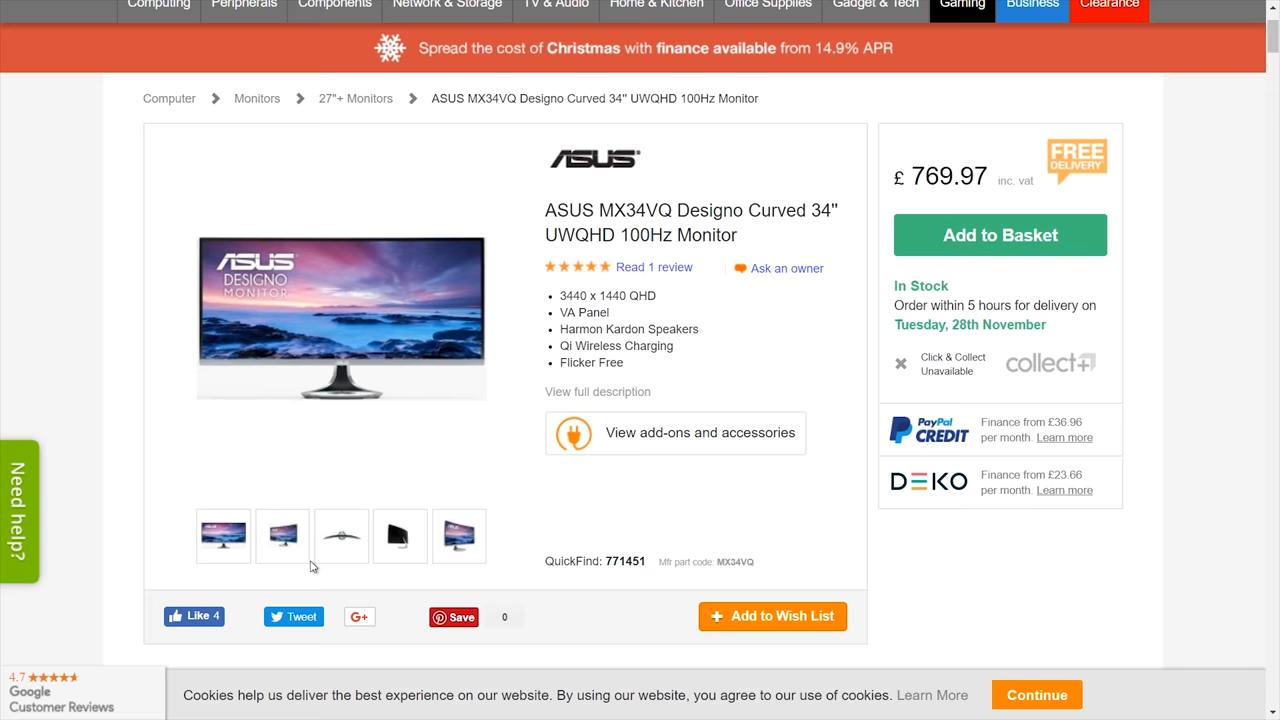 Computing Peripherals Components Network & Storage TV & Audio Home & Kitchen Office Supplies Gadget & Tech Gaming Business Clearance
Spread the cost of Christmas with finance available from 14.9% APR
Computer Monitors 27"+ Monitors ASUS MX34VQ Designo Curved 34" UWQHD 100Hz Monitor
ASUS
ASUS MX34VQ Designo Curved 34"
UWQHD 100Hz Monitor
Read 1 review Ask an owner
3440 x 1440 QHD
VA Panel
Harmon Kardon Speakers
Qi Wireless Charging
Flicker Free
View full description
View add-ons and accessories
QuickFind: 771451 Mfr part code: MX34VQ
ASUS
DESIGNO
MONITOR
£ 769.97 inc. vat
FREE
DELIVERY
Add to Basket
In Stock
Order within 5 hours for delivery on
Tuesday, 28th November
Click & Collect
Unavailable
collect+
PayPal
CREDIT
Finance from £36.96
per month. Learn more
DEKO
Finance from £23.66
per month. Learn more
Like 4 Tweet G+ Save 0 Add to Wish List
Need help?
4.7
Google
Customer Reviews
Cookies help us deliver the best experience on our website. By using our website, you agree to our use of cookies. Learn More Continue